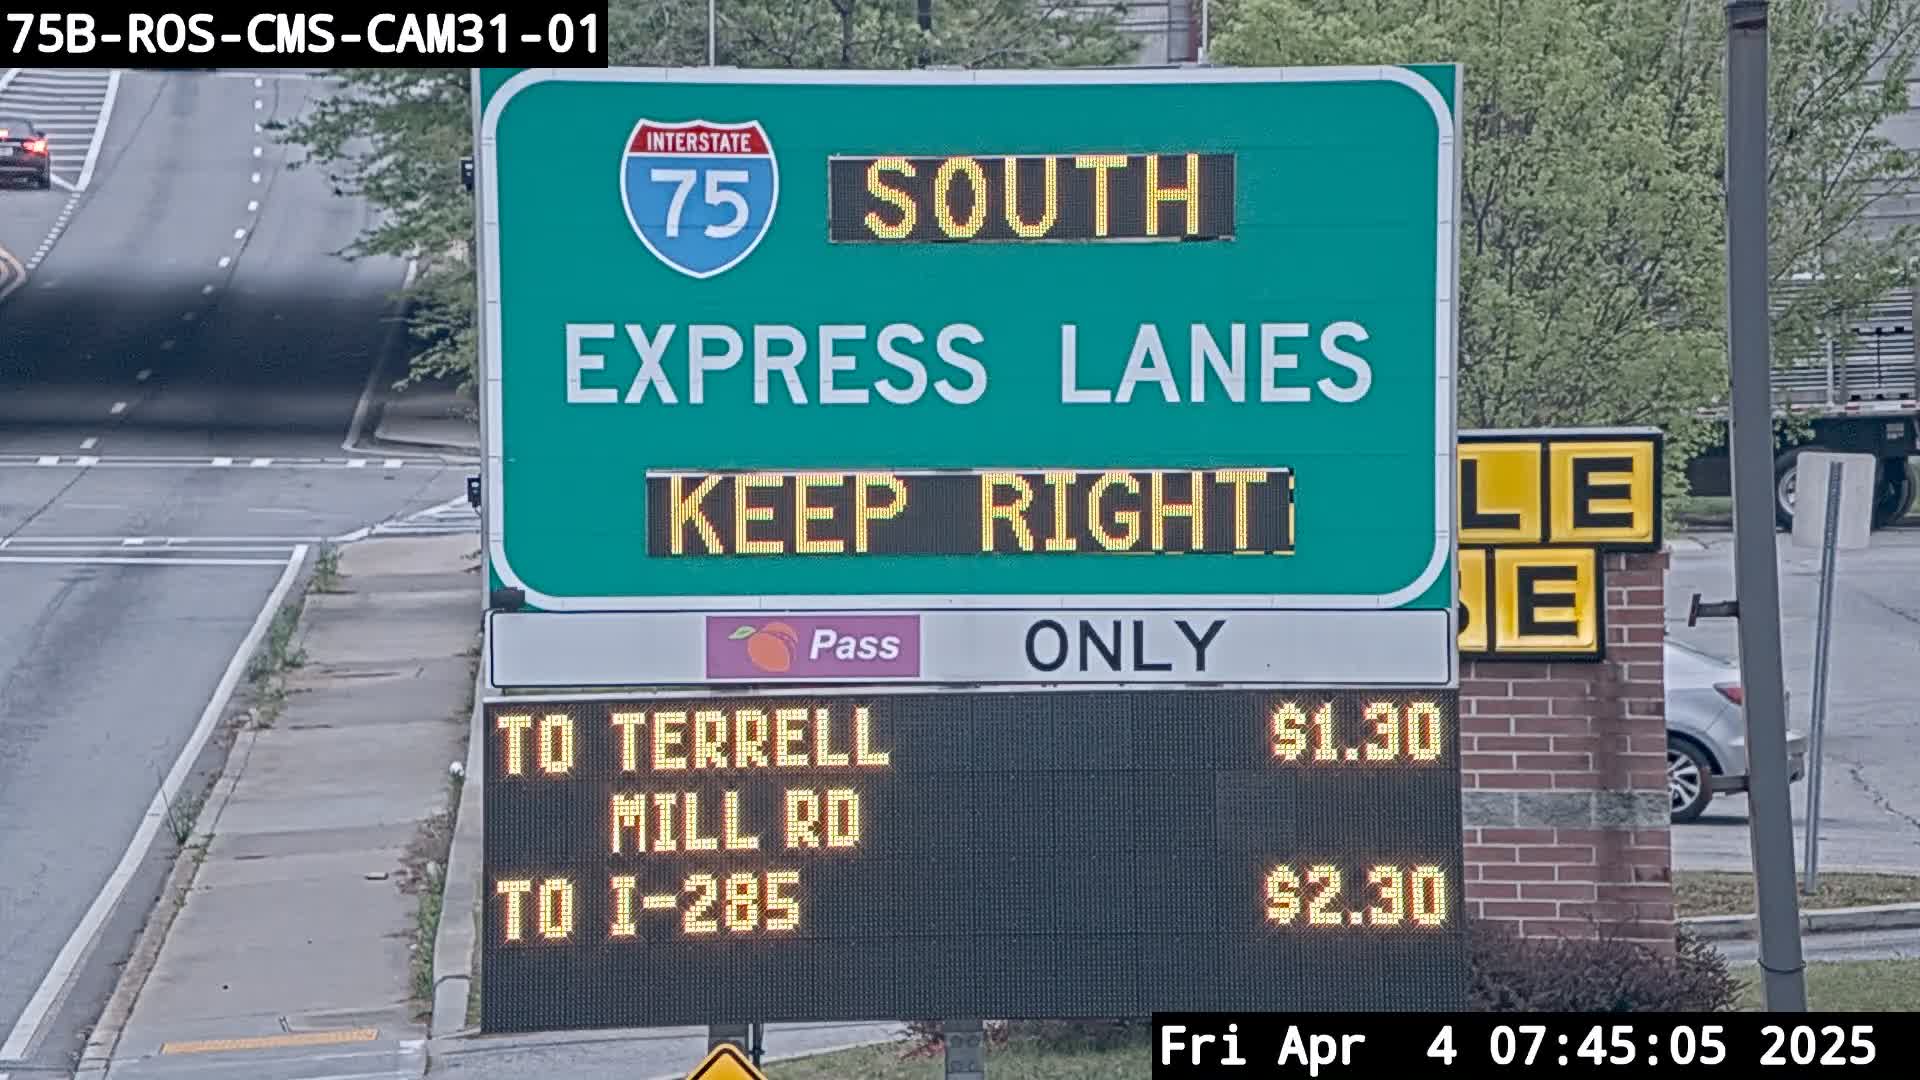 75B-ROS-CMS-CAM31-01
INTERSTATE
75
SOUTH
EXPRESS LANES
KEEP RIGHT
Pass ONLY
TO TERRELL $1.30
MILL RD
TO I-285 $2.30
LE
E
Fri Apr 4 07:45:05 2025